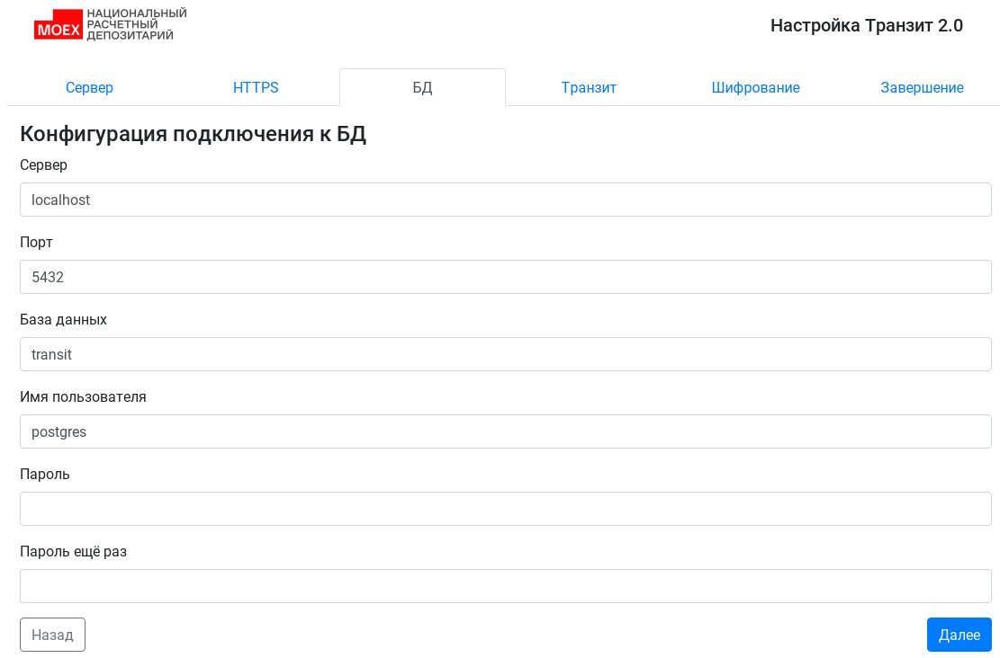 MOEX
НАЦИОНАЛЬНЫЙ
РАСЧЕТНЫЙ
ДЕПОЗИТАРИЙ
Настройка Транзит 2.0
Сервер HTTPS БД Транзит Шифрование Завершение
Конфигурация подключения к БД
Сервер
localhost
Порт
5432
База данных
transit
Имя пользователя
postgres
Пароль
Пароль ещё раз
Назад Далее